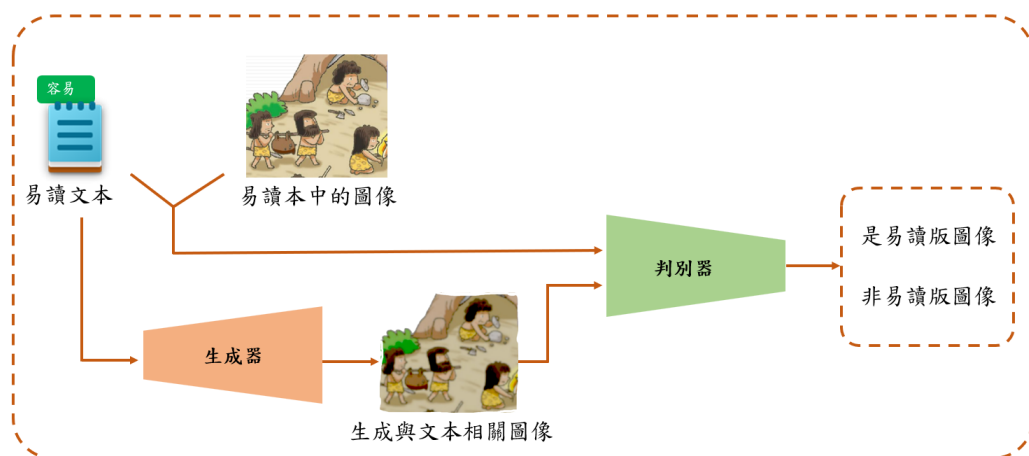 容易
易讀文本
易讀本中的圖像
生成器
生成與文本相關圖像
判別器
是易讀版圖像
非易讀版圖像